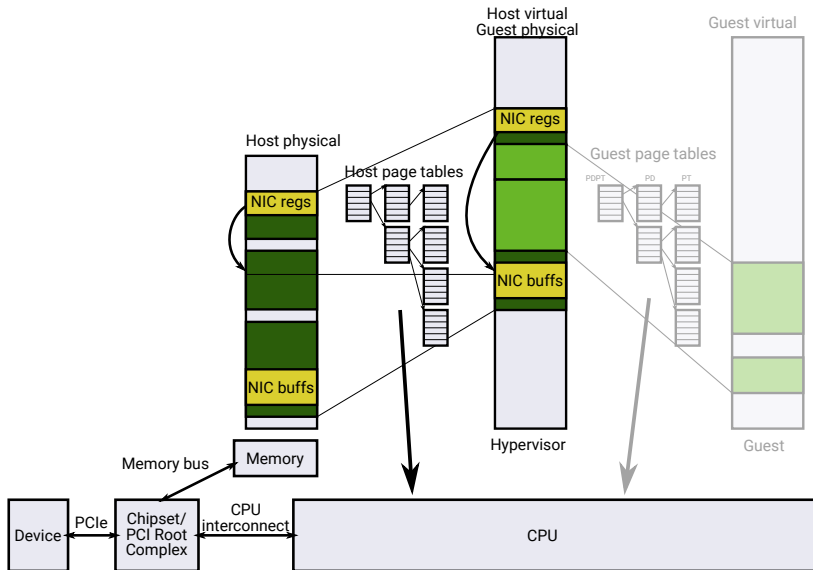 Host virtual
Guest physical
Guest virtual
NIC regs
Host physical
Host page tables
Guest page tables
PDPT
PD
PT
NIC regs
NIC buffs
NIC buffs
Hypervisor
Guest
Memory bus
Memory
Device
PCIe
Chipset/
PCI Root
Complex
CPU
interconnect
CPU